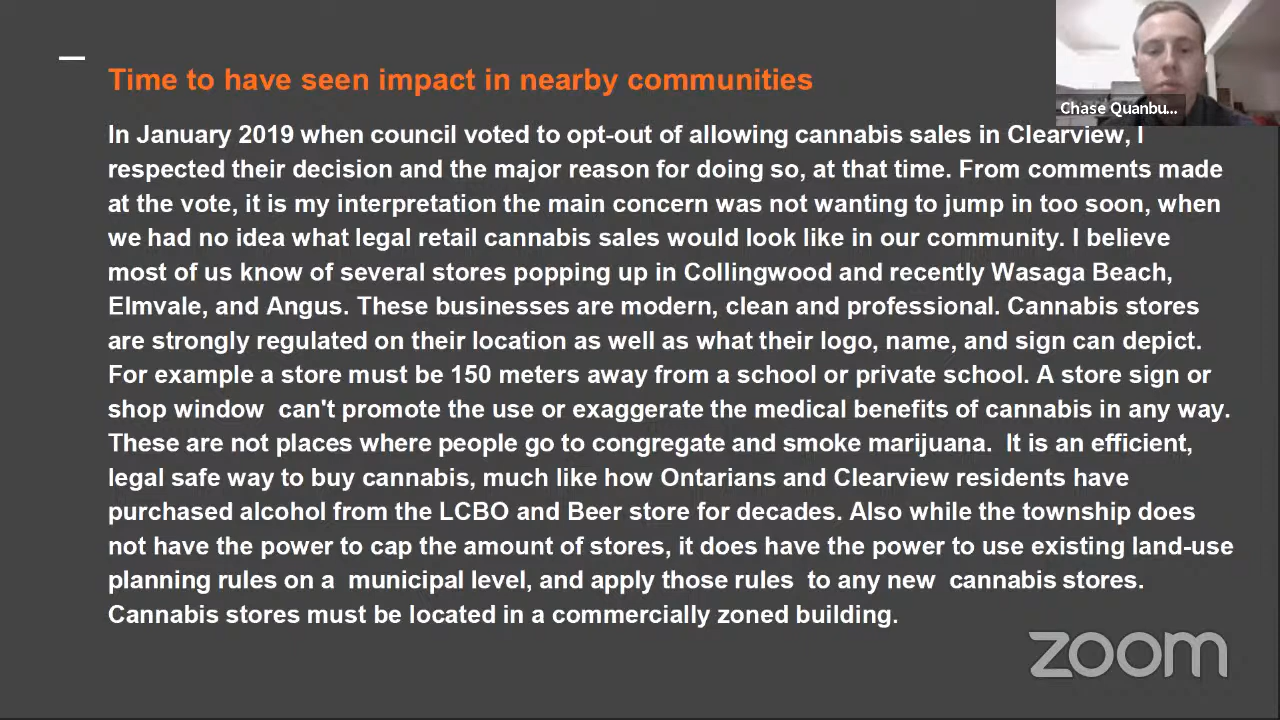 Time to have seen impact in nearby communities
Chase Quanbu...
In January 2019 when council voted to opt-out of allowing cannabis sales in Clearview, I
respected their decision and the major reason for doing so, at that time. From comments made
at the vote, it is my interpretation the main concern was not wanting to jump in too soon, when
we had no idea what legal retail cannabis sales would look like in our community. I believe
most of us know of several stores popping up in Collingwood and recently Wasaga Beach,
Elmvale, and Angus. These businesses are modern, clean and professional. Cannabis stores
are strongly regulated on their location as well as what their logo, name, and sign can depict.
For example a store must be 150 meters away from a school or private school. A store sign or
shop window  can't promote the use or exaggerate the medical benefits of cannabis in any way.
These are not places where people go to congregate and smoke marijuana.  It is an efficient,
legal safe way to buy cannabis, much like how Ontarians and Clearview residents have
purchased alcohol from the LCBO and Beer store for decades. Also while the township does
not have the power to cap the amount of stores, it does have the power to use existing land-use
planning rules on a  municipal level, and apply those rules  to any new  cannabis stores.
Cannabis stores must be located in a commercially zoned building.
zoom